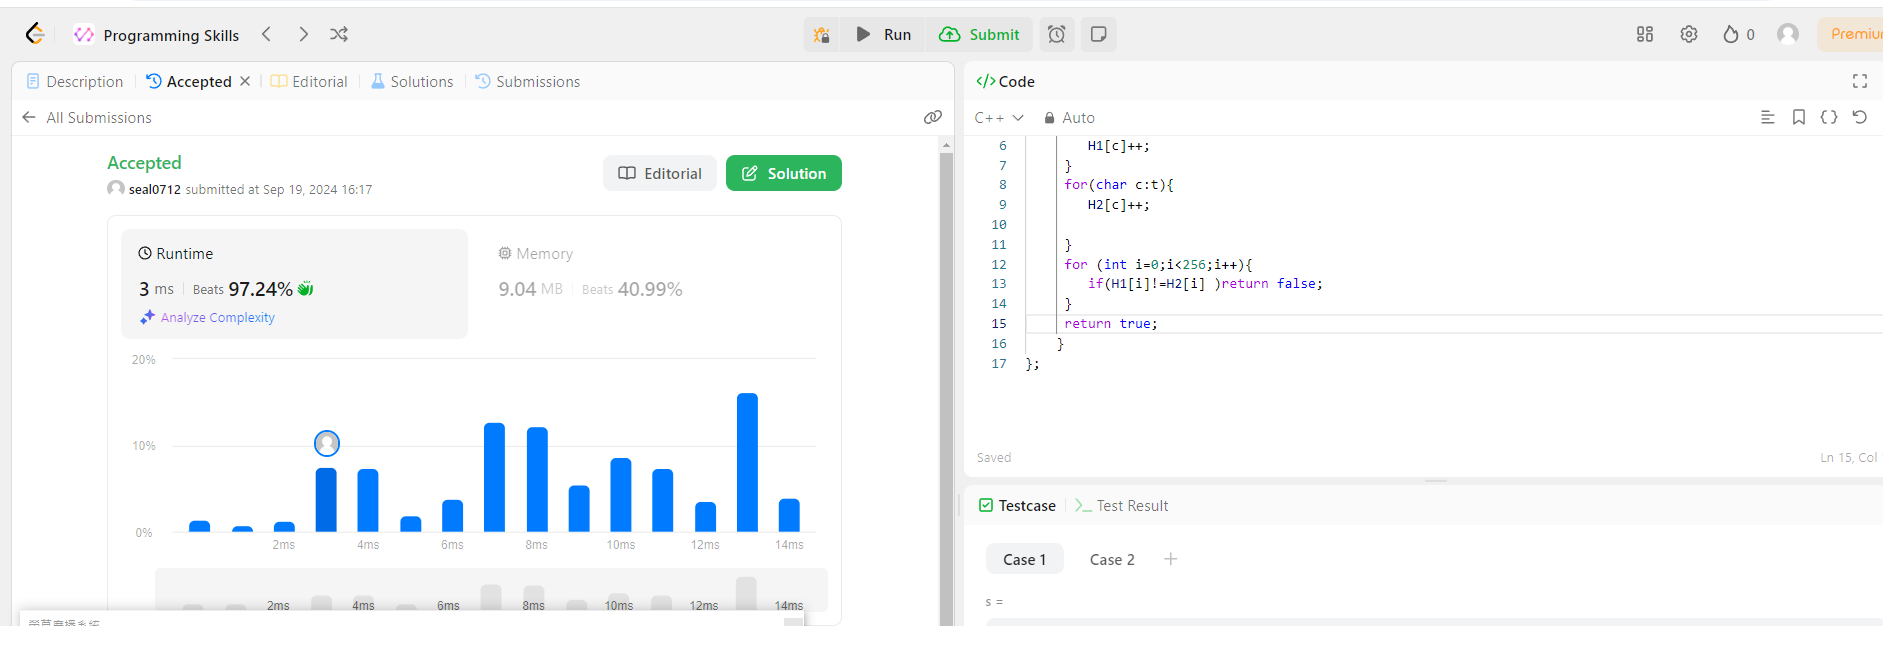 Programming Skills
Run
Submit
0
Premiu
Description
Accepted
Editorial
Solutions
Submissions
All Submissions
Accepted
seal0712 submitted at Sep 19, 2024 16:17
Editorial
Solution
Runtime
3 ms
Beats 97.24%
Analyze Complexity
Memory
9.04 MB
Beats 40.99%
20%
10%
0%
2ms 4ms 6ms 8ms 10ms 12ms 14ms
2ms 4ms 6ms 8ms 10ms 12ms 14ms
Code
C++
Auto
6 H1[c]++;
7 }
8 for(char c:t){
9 H2[c]++;
10
11 }
12 for (int i=0;i<256;i++){
13 if(H1[i]!=H2[i] )return false;
14 }
15 return true;
16 }
17 };
Saved
Ln 15, Col
Testcase
Test Result
Case 1
Case 2
s =